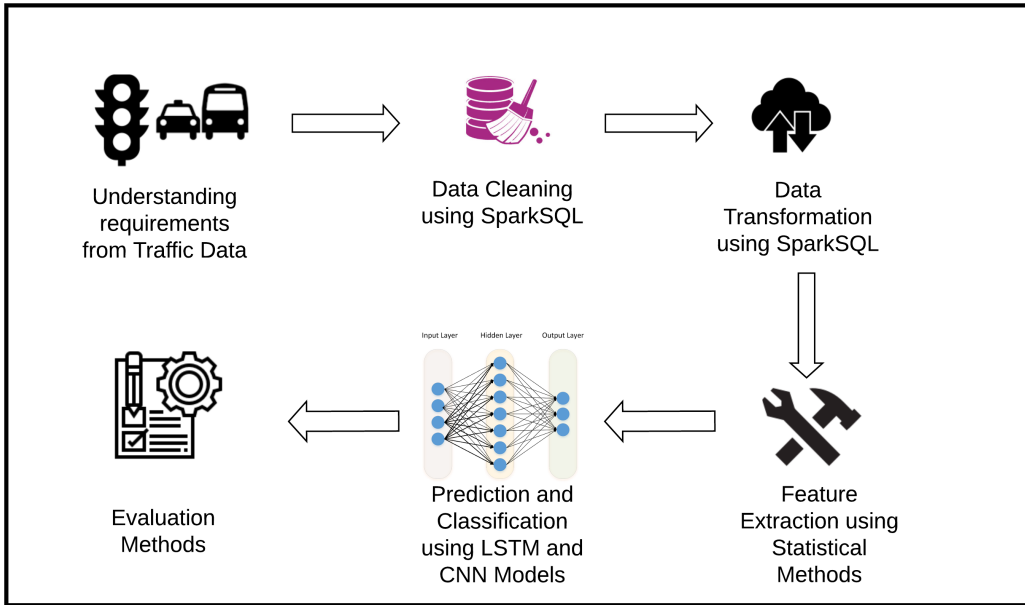 Understanding
requirements
from Traffic Data
Data Cleaning
using SparkSQL
Data
Transformation
using SparkSQL
Feature
Extraction using
Statistical
Methods
Input Layer
Hidden Layer
Output Layer
Prediction and
Classification
using LSTM and
CNN Models
Evaluation
Methods